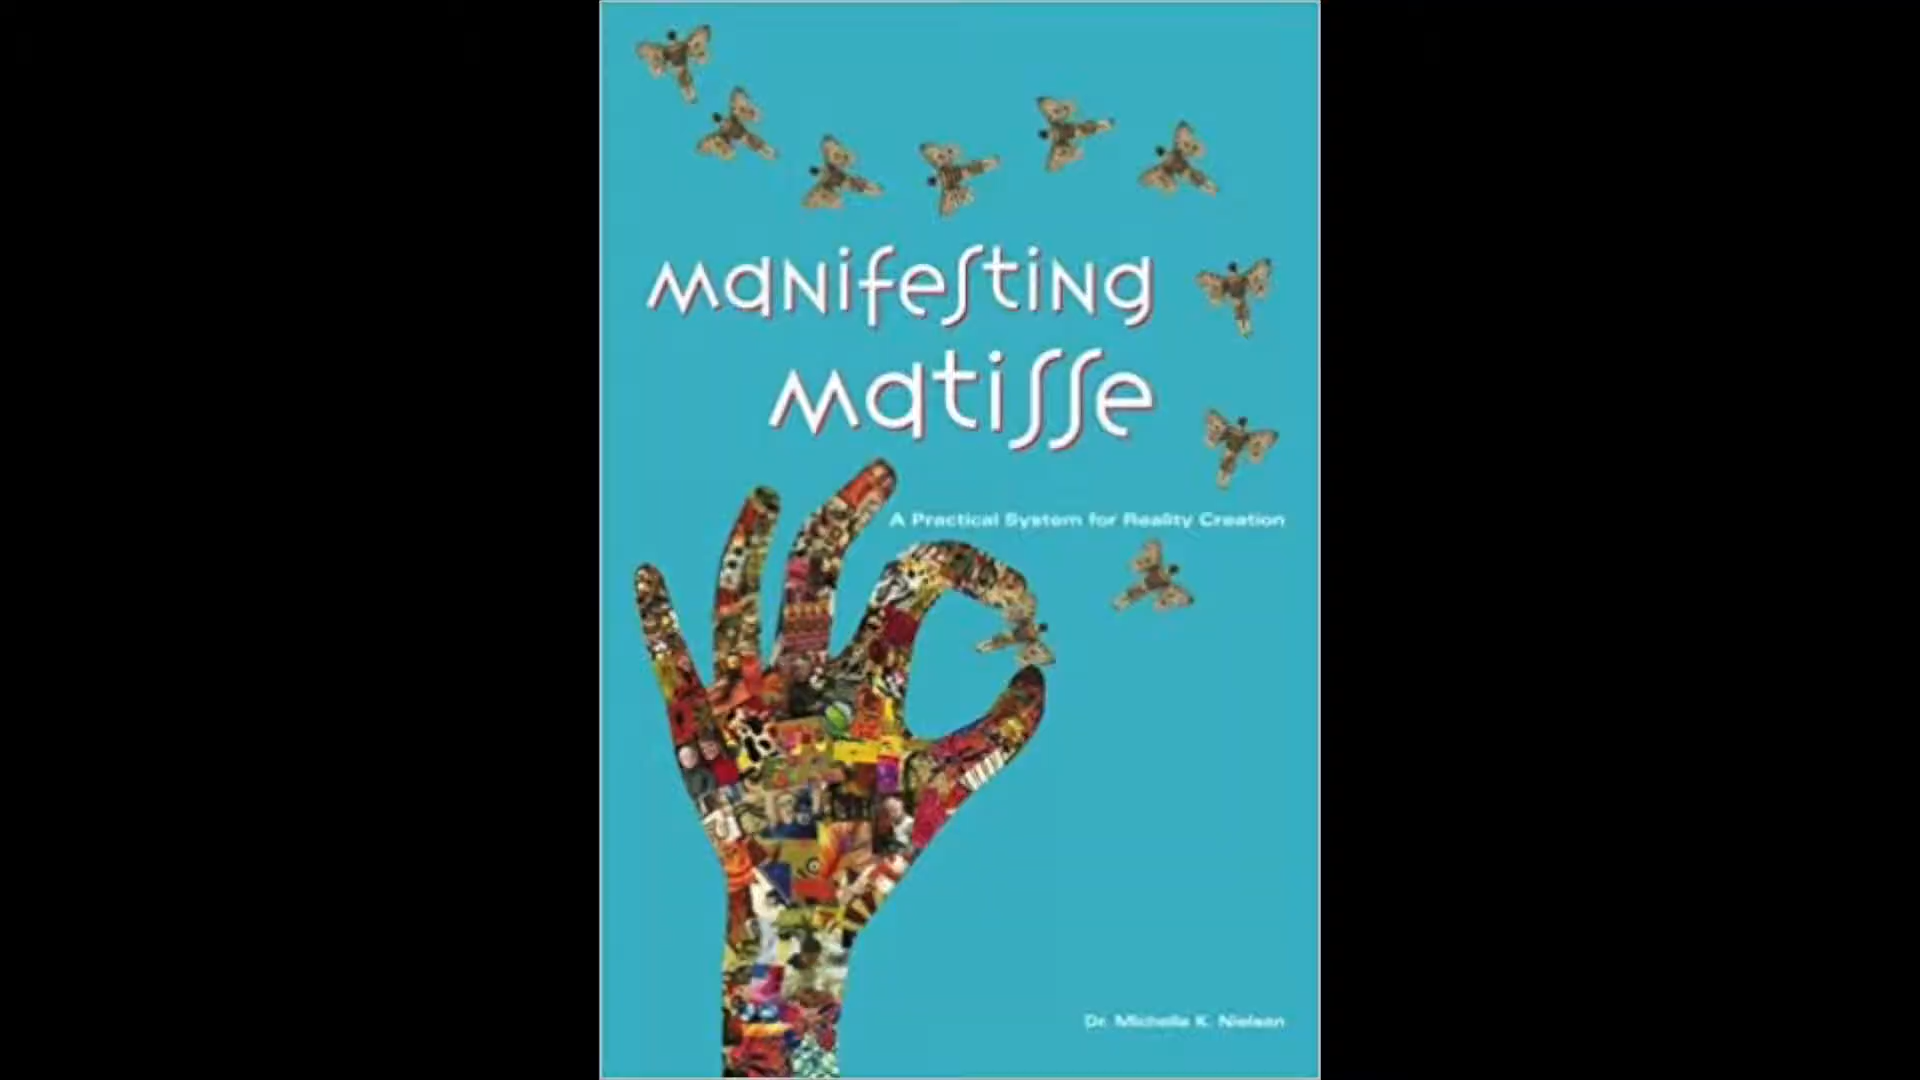 Manifesting
Matisse
A Practical System for Reality Creation
Dr. Michelle K. Nielsen